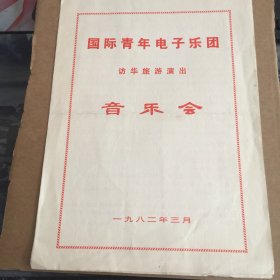 国际青年电子乐团
访华旅游演出
音乐会
一九八二年三月